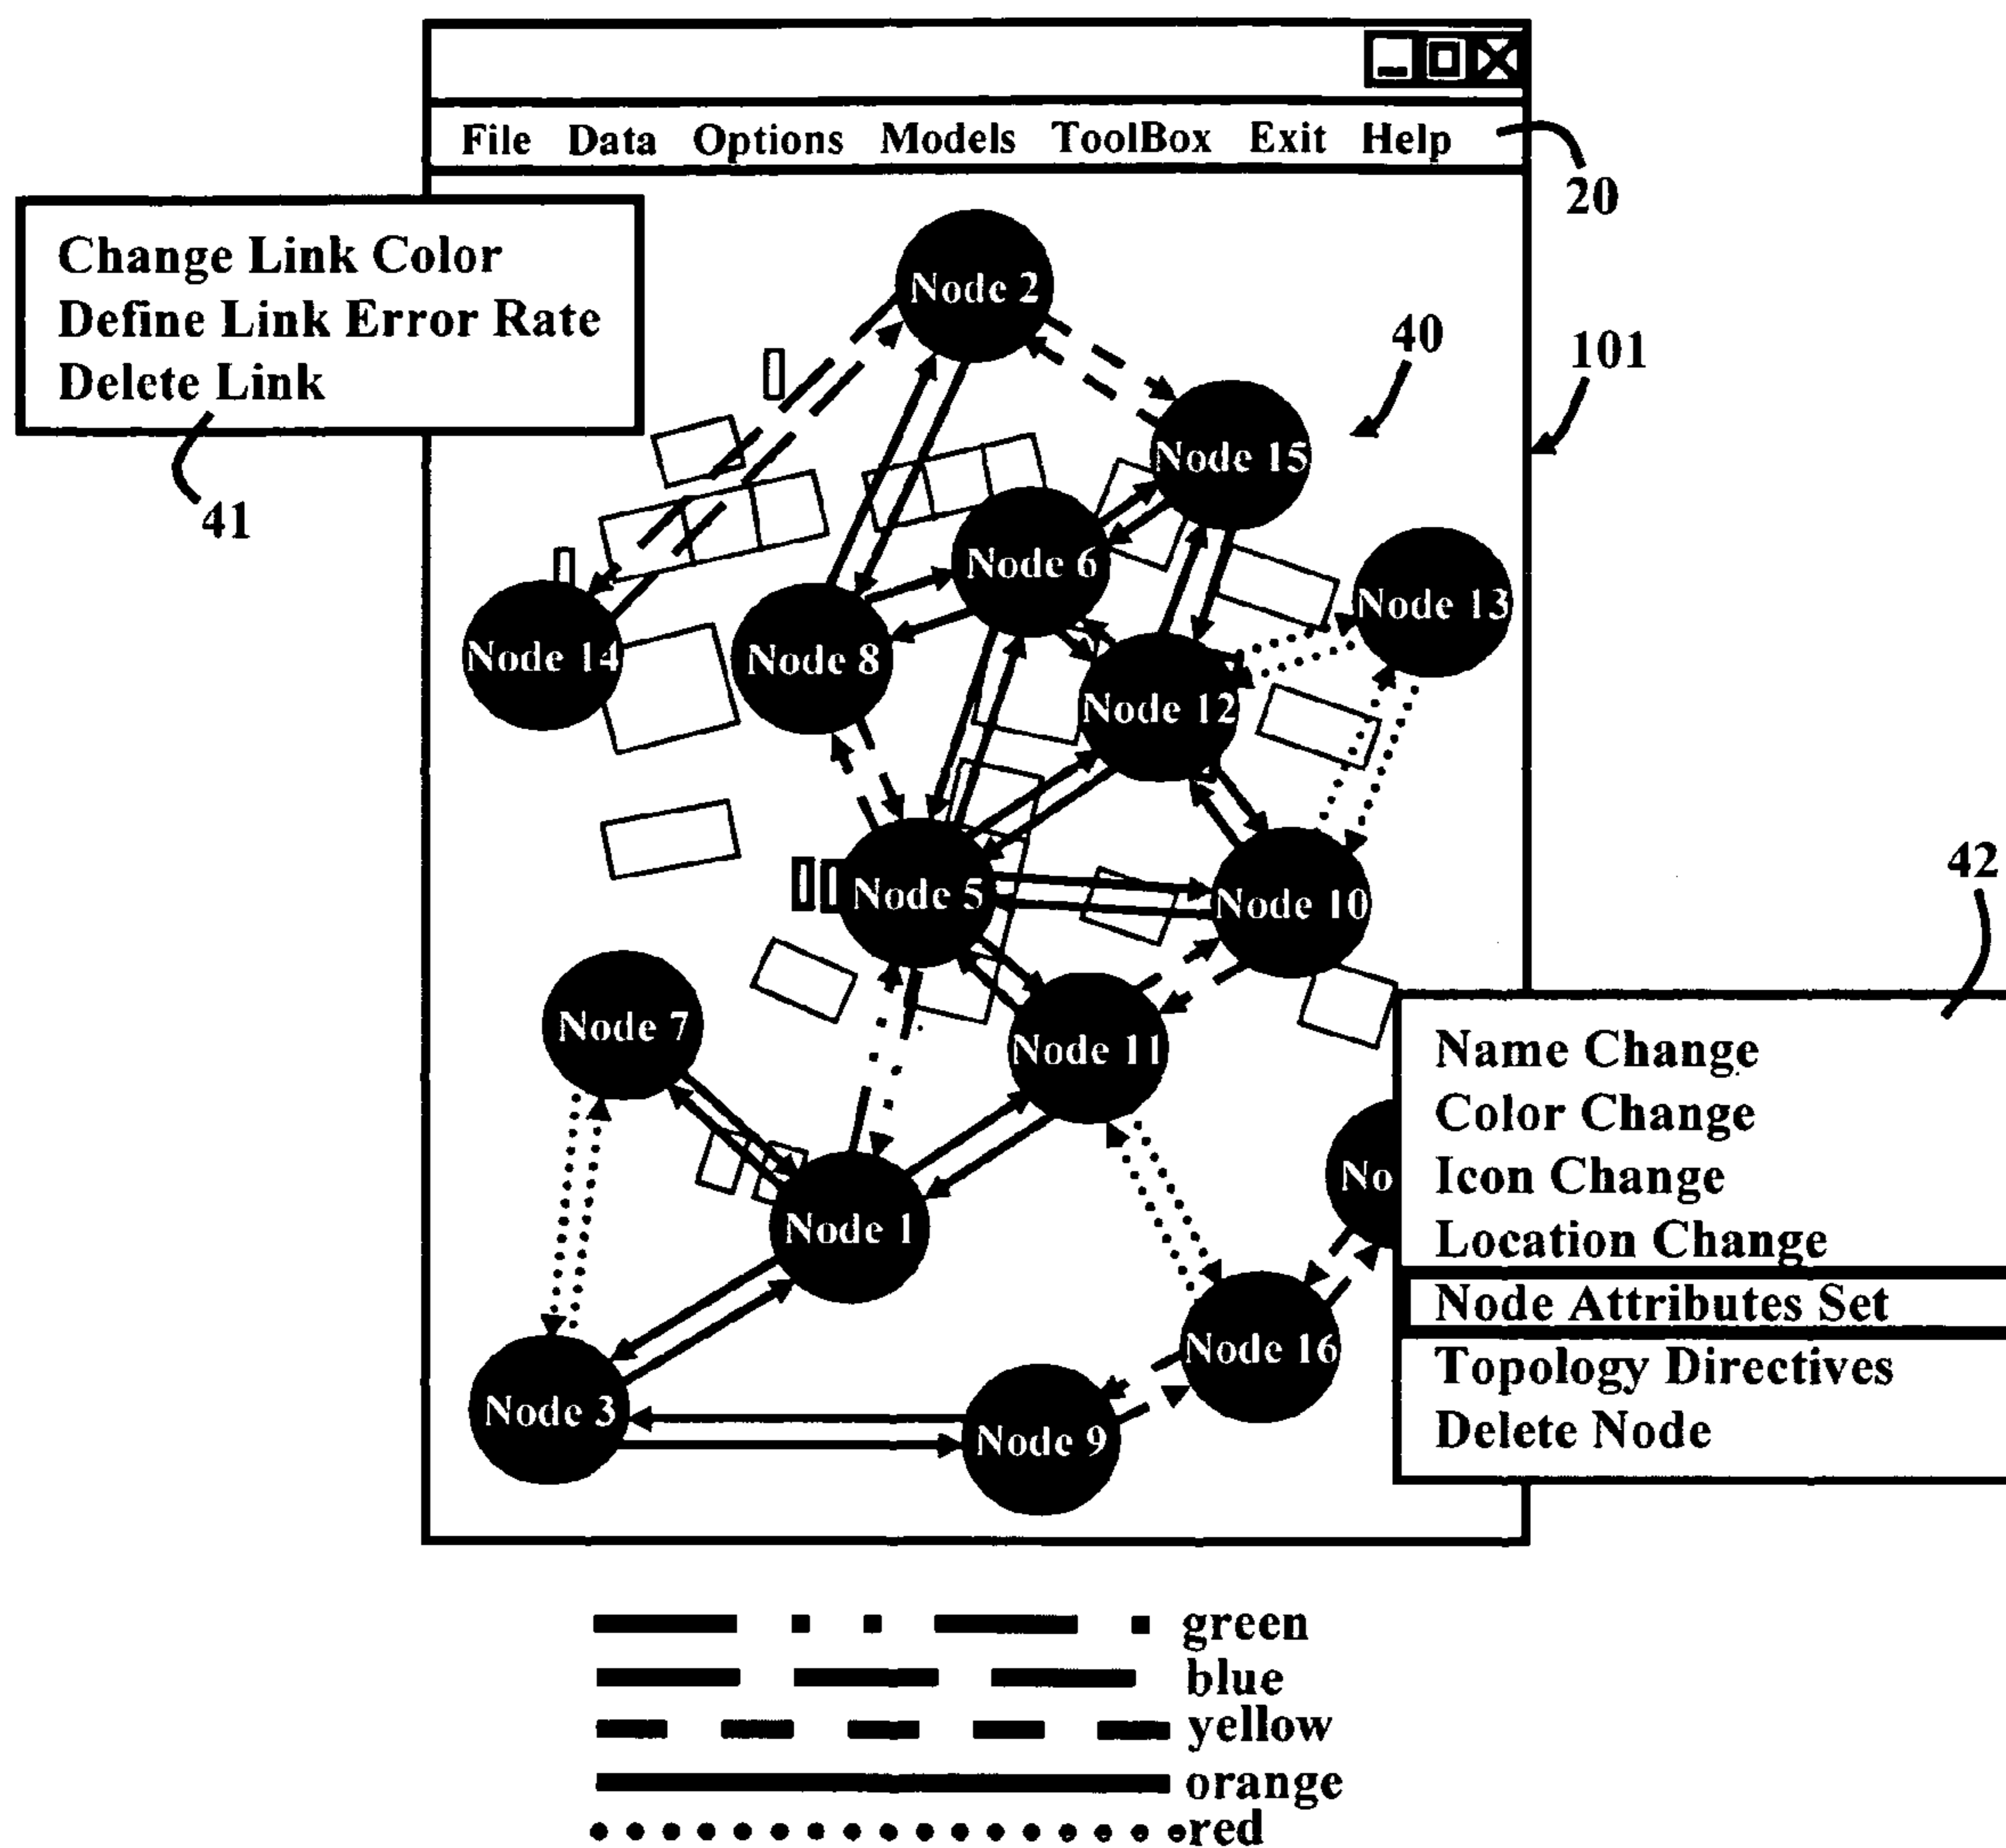 File Data Options Models ToolBox Exit Help
20
Change Link Color
Define Link Error Rate
Delete Link
41
Node 2
40
101
Node 15
Node 6
Node 13
Node 14
Node 8
Node 12
42
Node 5
Node 10
Node 7
Node 11
Name Change
Color Change
Icon Change
Location Change
Node Attributes Set
Topology Directives
Delete Node
No
Node 1
Node 16
Node 3
Node 9
green
blue
yellow
orange
red